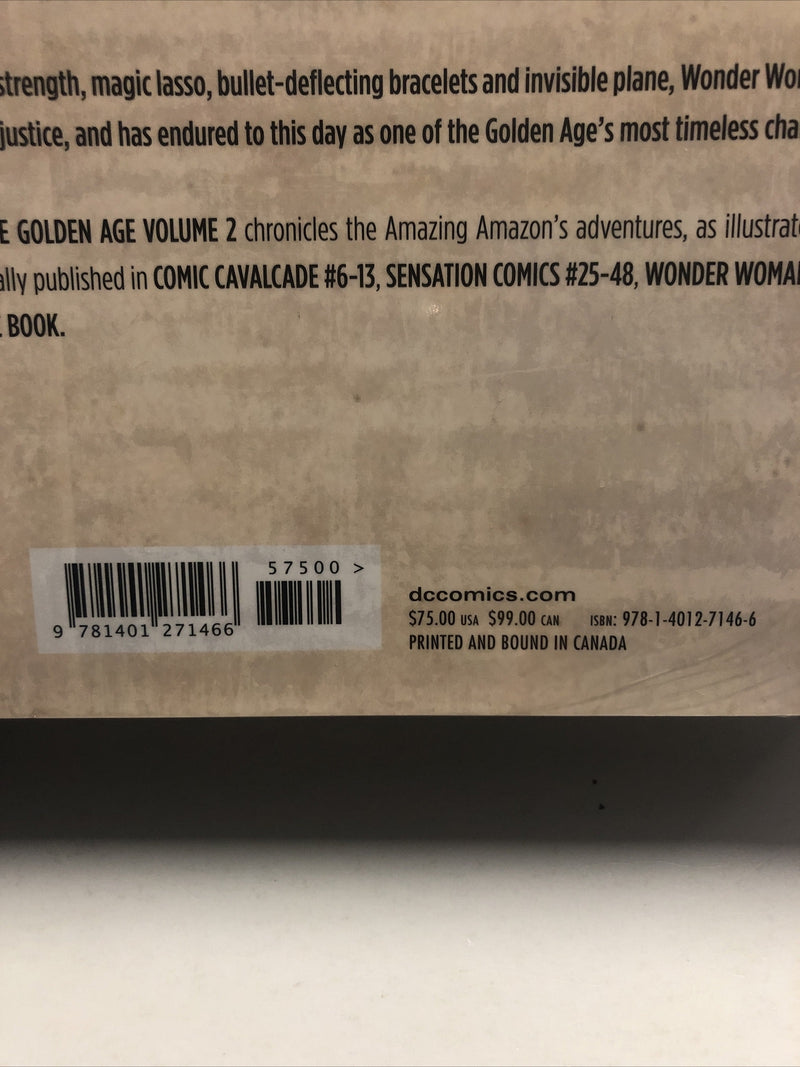 strength, magic lasso, bullet-deflecting bracelets and invisible plane, Wonder Wo
justice, and has endured to this day as one of the Golden Age's most timeless cha
E GOLDEN AGE VOLUME 2 chronicles the Amazing Amazon's adventures, as illustrat
ally published in COMIC CAVALCADE #6-13, SENSATION COMICS #25-48, WONDER WOMA
BOOK.
57500 >
9 781401 271466
dccomics.com
$75.00 USA $99.00 CAN ISBN: 978-1-4012-7146-6
PRINTED AND BOUND IN CANADA